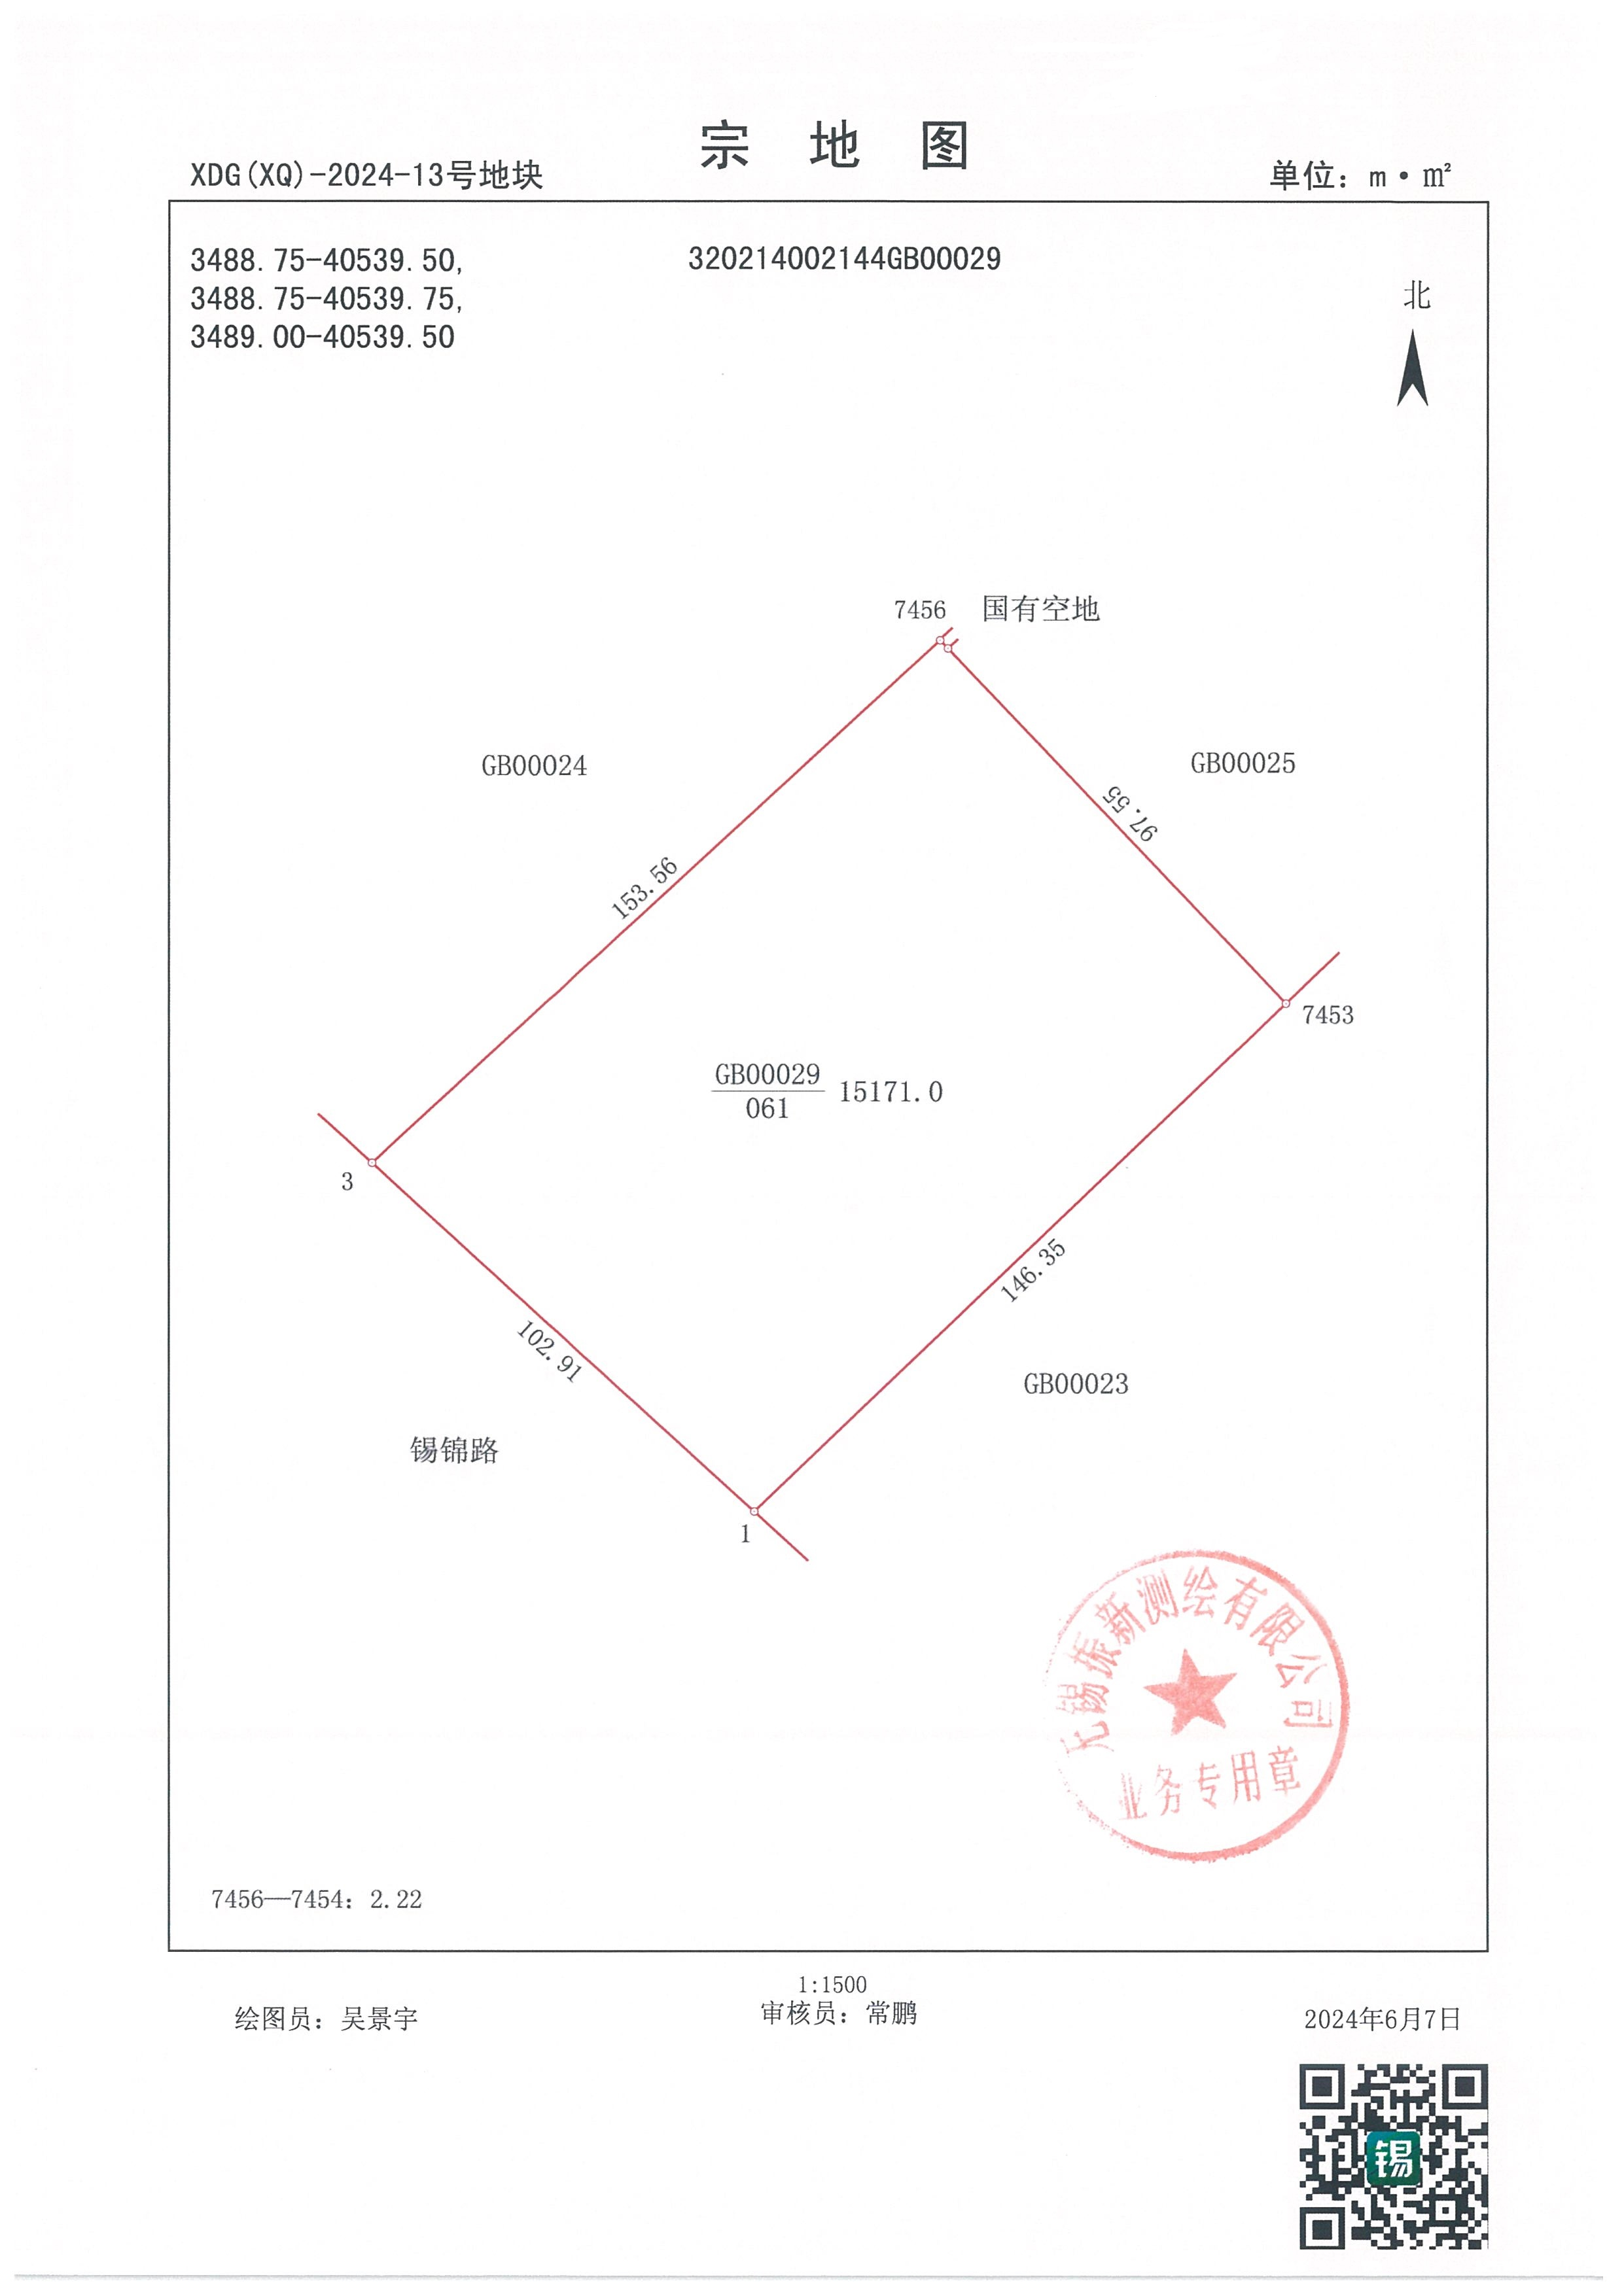 宗 地 图
XDG(XQ)-2024-13号地块
单位：m·㎡
3488.75-40539.50,
3488.75-40539.75,
3489.00-40539.50
320214002144GB00029
北
7456
国有空地
GB00024
GB00025
97.55
153.56
7453
GB00029
061
15171.0
3
146.35
102.91
GB00023
锡锦路
1
无锡振新测绘有限公司
业务专用章
7456—7454：2.22
1:1500
绘图员：吴景宇
审核员：常鹏
2024年6月7日
锡